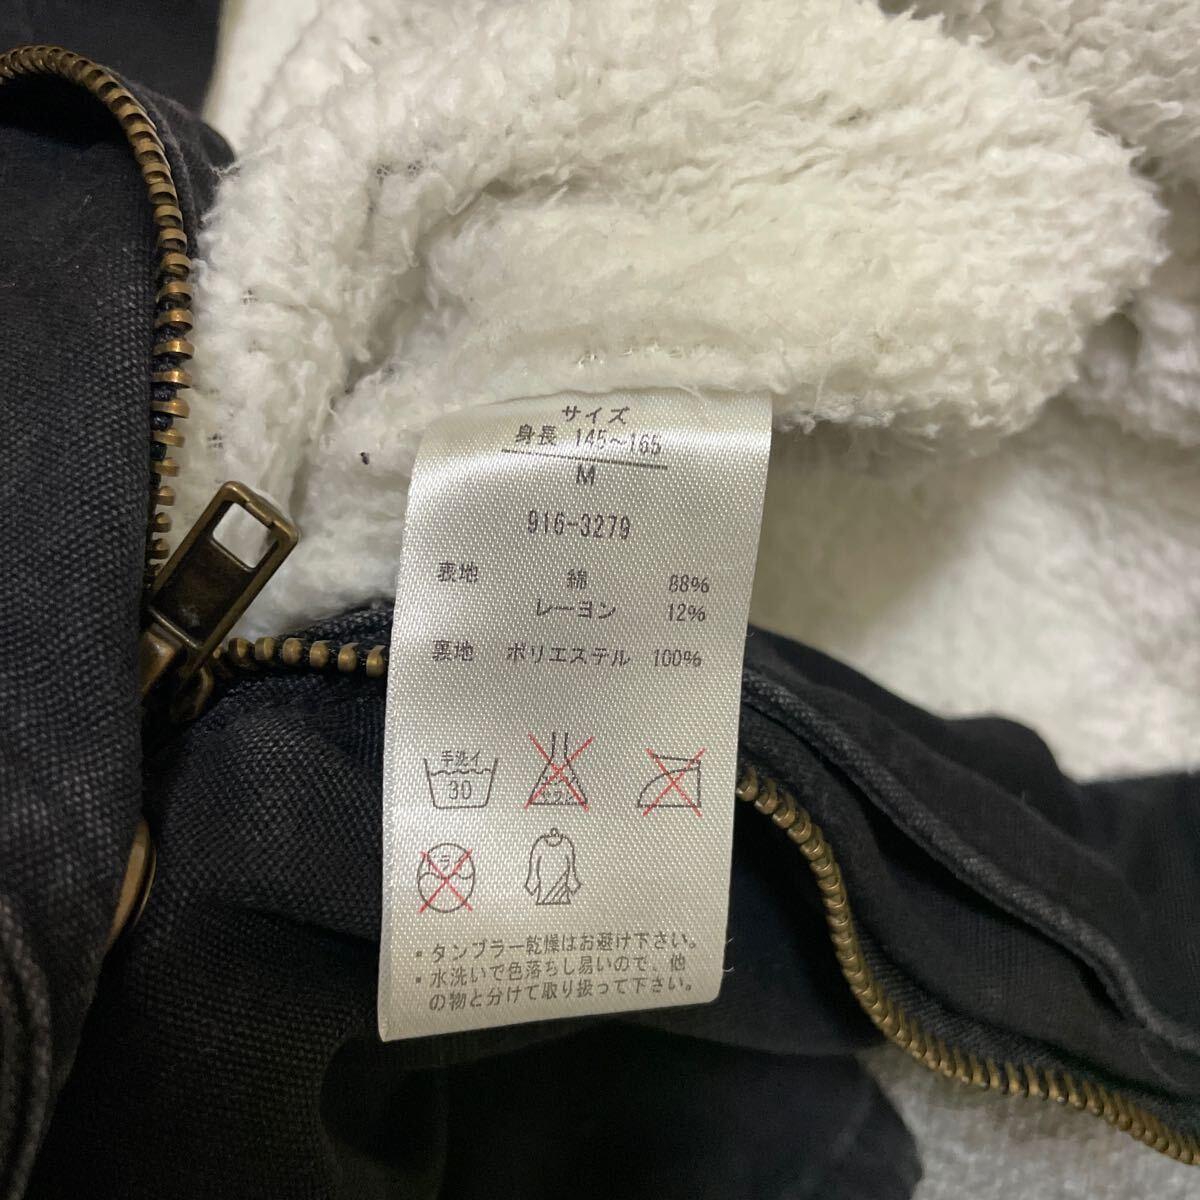 サイズ
身長 145～165
M
916-3279
表地 綿 88%
レーヨン 12%
裏地 ポリエステル 100%
手洗イ
30
ドライ
・タンブラー乾燥はお避け下さい。
・水洗いで色落ちし易いので、他
の物と分けて取り扱って下さい。